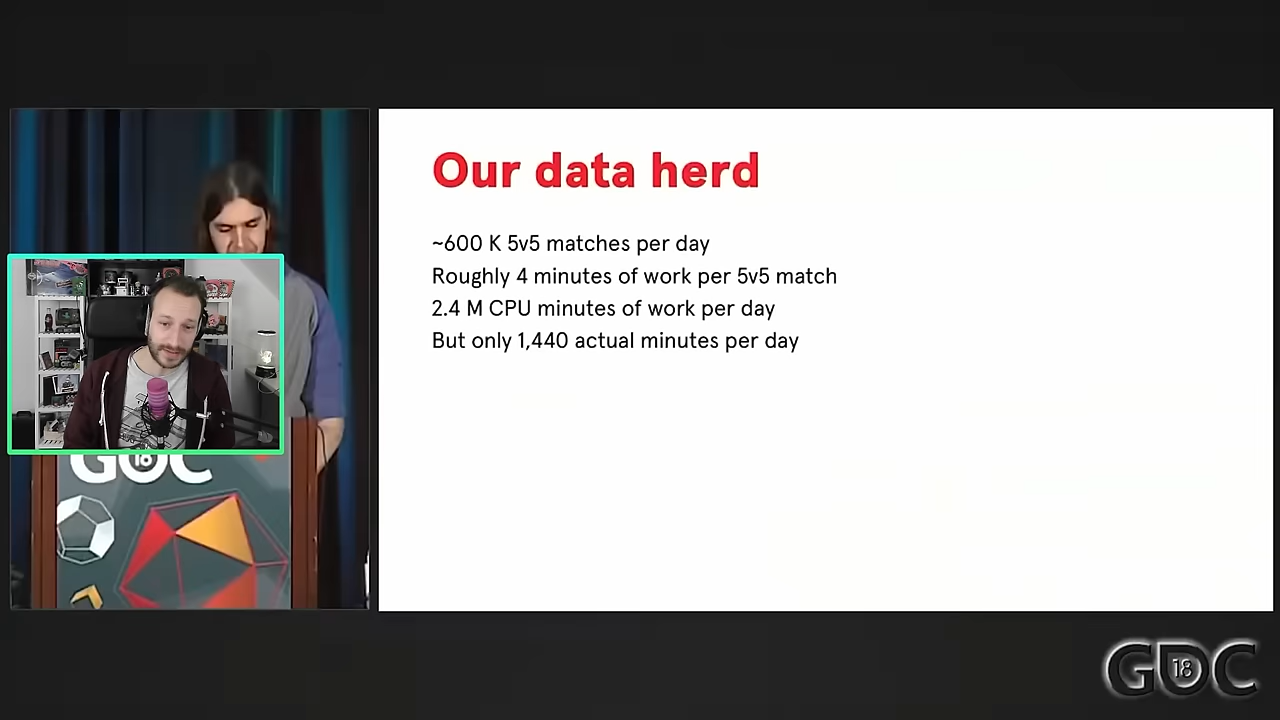 Our data herd
~600 K 5v5 matches per day
Roughly 4 minutes of work per 5v5 match
2.4 M CPU minutes of work per day
But only 1,440 actual minutes per day
GDC
18
GDC
18